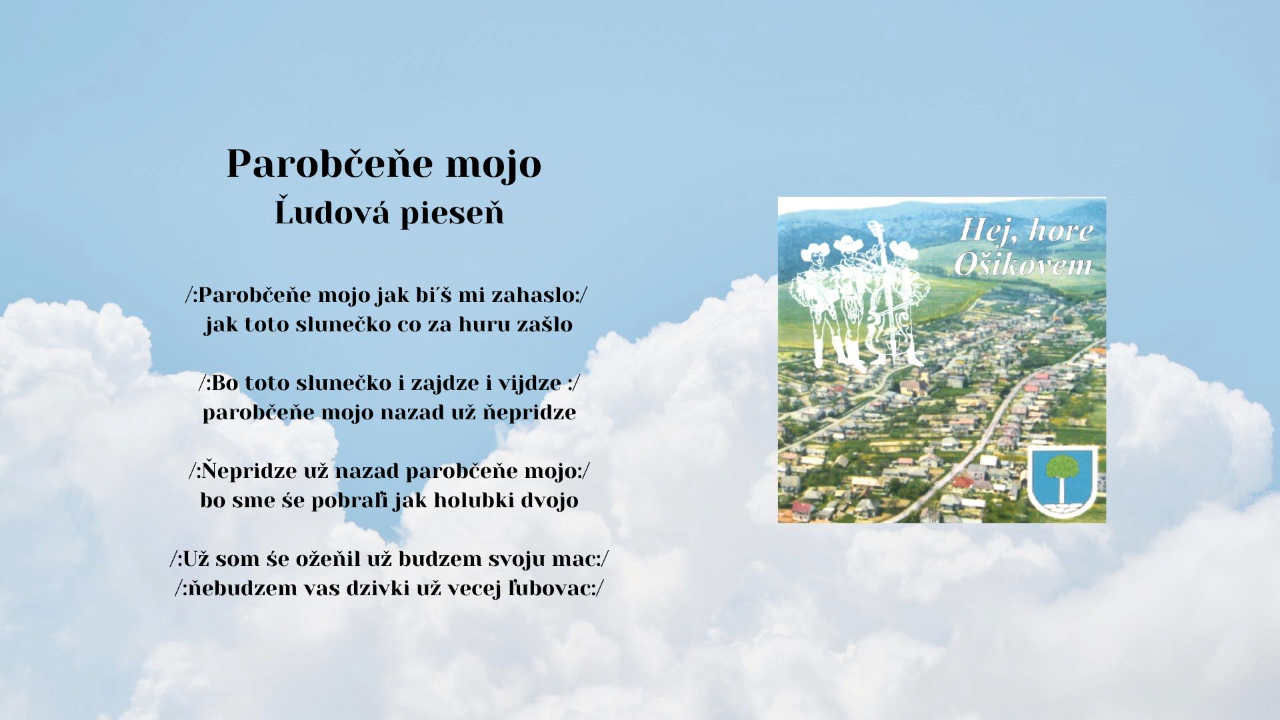 Parobčeňe mojo
Ľudová pieseň
/:Parobčeňe mojo jak bi´š mi zahaslo:/
jak toto slunečko co za huru zašlo
/:Bo toto slunečko i zajdze i vijdze :/
parobčeňe mojo nazad už ňepridze
/:Ňepridze už nazad parobčeňe mojo:/
bo sme śe pobraľi jak holubki dvojo
/:Už som śe ožeňil už budzem svoju mac:/
/:ňebudzem vas dzivki už vecej ľubovac:/
Hej, hore
Ošikovem